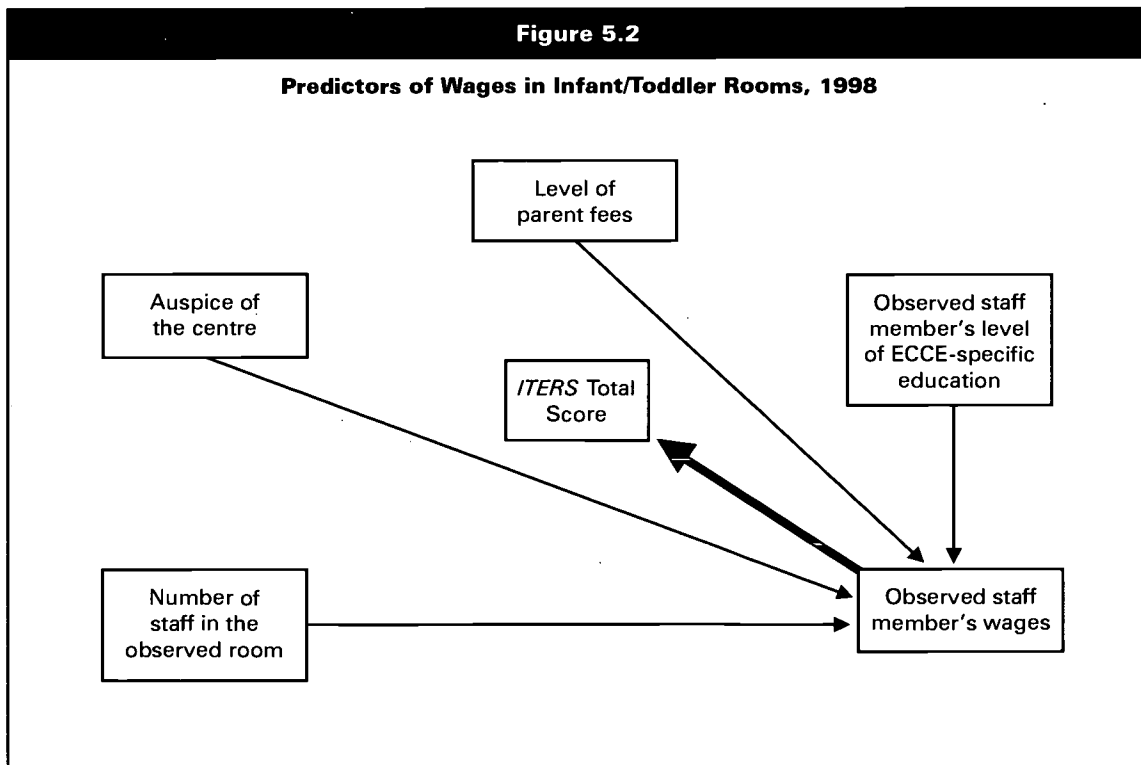 Figure 5.2
Predictors of Wages in Infant/Toddler Rooms, 1998
Level of
parent fees
Auspice of
the centre
Observed staff
member's level
of ECCE-specific
education
ITERS Total
Score
Number of
staff in the
observed room
Observed staff
member's wages